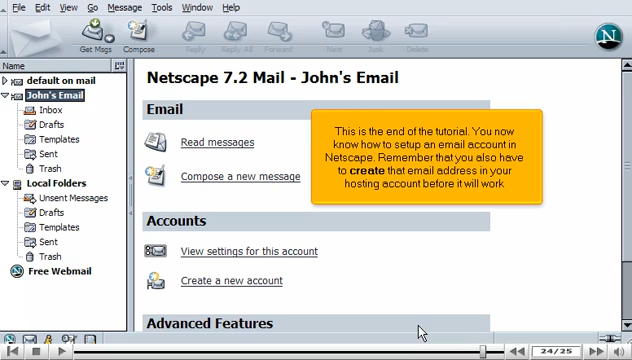 File Edit View Go Message Tools Window Help
Get Msgs Compose Reply Reply All Forward Next Junk Delete
Name
default on mail
John's Email
Inbox
Drafts
Templates
Sent
Trash
Local Folders
Unsent Messages
Drafts
Templates
Sent
Trash
Free Webmail
Netscape 7.2 Mail - John's Email
Email
Read messages
Compose a new message
This is the end of the tutorial. You now
know how to setup an email account in
Netscape. Remember that you also have
to create that email address in your
hosting account before it will work
Accounts
View settings for this account
Create a new account
Advanced Features
24/25